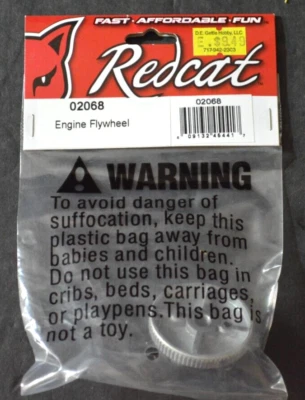 FAST · AFFORDABLE · FUN
Redcat
02068
Engine Flywheel
02068
WARNING
To avoid danger of
suffocation, keep this
plastic bag away from
babies and children.
Do not use this bag in
cribs, beds, carriages,
or playpens. This bag is
not a toy.